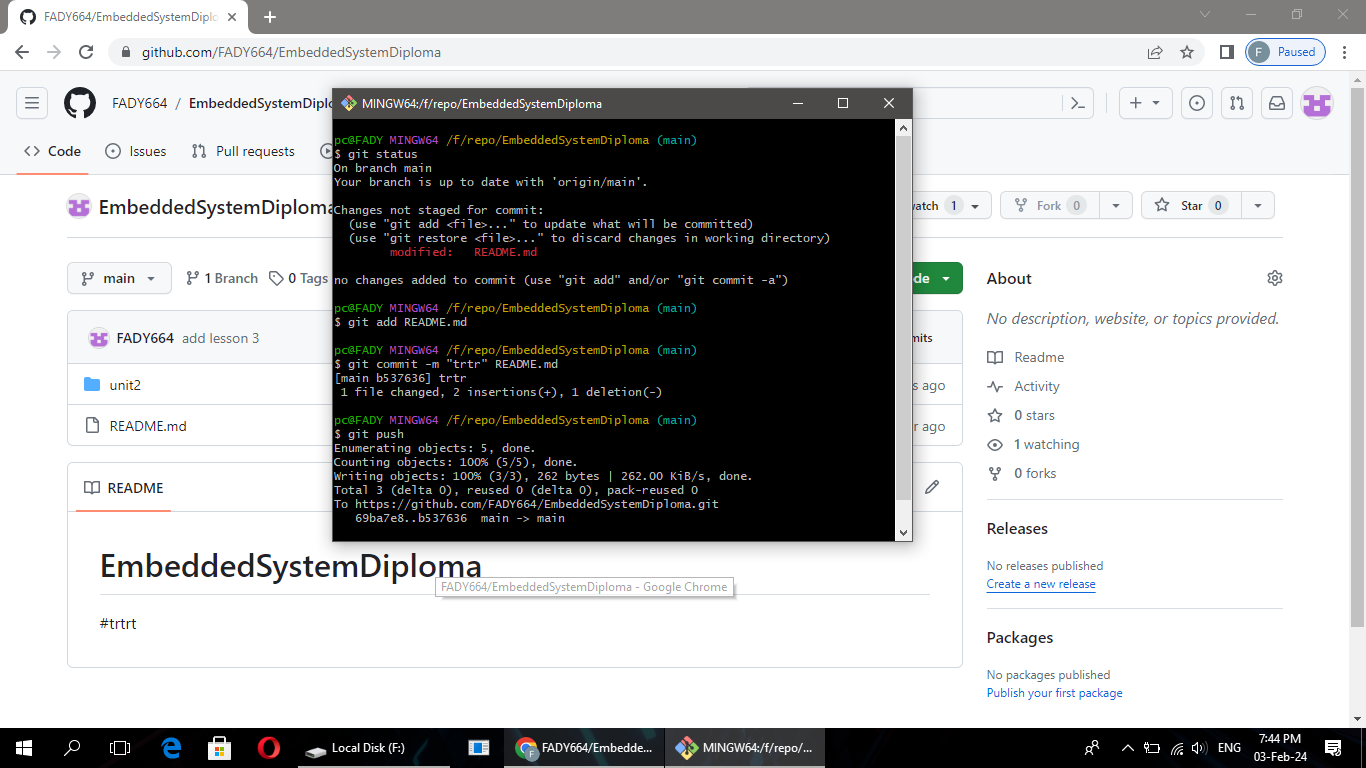 FADY664/EmbeddedSystemDiplo
github.com/FADY664/EmbeddedSystemDiploma
F Paused
FADY664 / EmbeddedSystemDiplo
Code
Issues
Pull requests
EmbeddedSystemDiploma
atch 1
Fork 0
Star 0
main
1 Branch
0 Tags
de
FADY664 add lesson 3
mits
unit2
s ago
README.md
r ago
README
EmbeddedSystemDiploma
#trtrt
About
No description, website, or topics provided.
Readme
Activity
0 stars
1 watching
0 forks
Releases
No releases published
Create a new release
Packages
No packages published
Publish your first package
MINGW64:/f/repo/EmbeddedSystemDiploma
pc@FADY MINGW64 /f/repo/EmbeddedSystemDiploma (main)
$ git status
On branch main
Your branch is up to date with 'origin/main'.
Changes not staged for commit:
(use "git add <file>..." to update what will be committed)
(use "git restore <file>..." to discard changes in working directory)
modified: README.md
no changes added to commit (use "git add" and/or "git commit -a")
pc@FADY MINGW64 /f/repo/EmbeddedSystemDiploma (main)
$ git add README.md
pc@FADY MINGW64 /f/repo/EmbeddedSystemDiploma (main)
$ git commit -m "trtr" README.md
[main b537636] trtr
1 file changed, 2 insertions(+), 1 deletion(-)
pc@FADY MINGW64 /f/repo/EmbeddedSystemDiploma (main)
$ git push
Enumerating objects: 5, done.
Counting objects: 100% (5/5), done.
Writing objects: 100% (3/3), 262 bytes | 262.00 KiB/s, done.
Total 3 (delta 0), reused 0 (delta 0), pack-reused 0
To https://github.com/FADY664/EmbeddedSystemDiploma.git
69ba7e8..b537636 main -> main
FADY664/EmbeddedSystemDiploma - Google Chrome
Local Disk (F:)
F
FADY664/Embedde...
MINGW64:/f/repo/...
ENG
7:44 PM
03-Feb-24